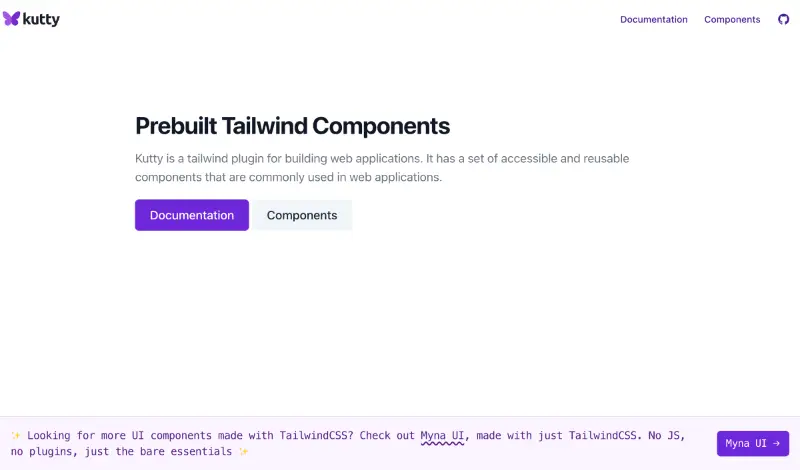 kutty
Documentation Components
Prebuilt Tailwind Components
Kutty is a tailwind plugin for building web applications. It has a set of accessible and reusable
components that are commonly used in web applications.
Documentation Components
✨ Looking for more UI components made with TailwindCSS? Check out Myna UI, made with just TailwindCSS. No JS,
no plugins, just the bare essentials ✨
Myna UI →